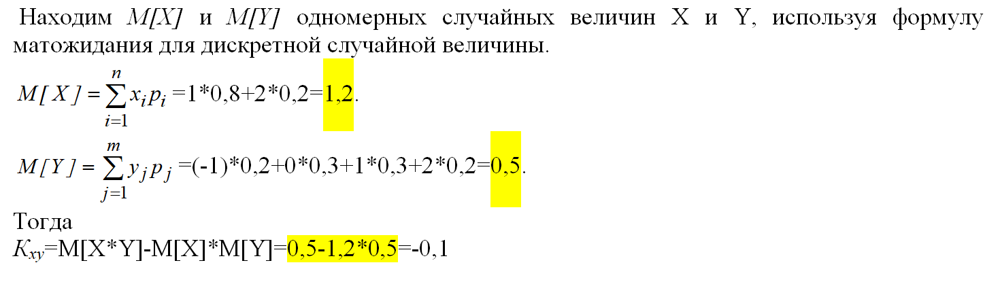 Находим M[X] и M[Y] одномерных случайных величин X и Y, используя формулу
матожидания для дискретной случайной величины.
M[X] = \sum_{i=1}^{n} x_i p_i =1*0,8+2*0,2=1,2.
M[Y] = \sum_{j=1}^{m} y_j p_j =(-1)*0,2+0*0,3+1*0,3+2*0,2=0,5.
Тогда
K_{xy}=M[X*Y]-M[X]*M[Y]=0,5-1,2*0,5=-0,1